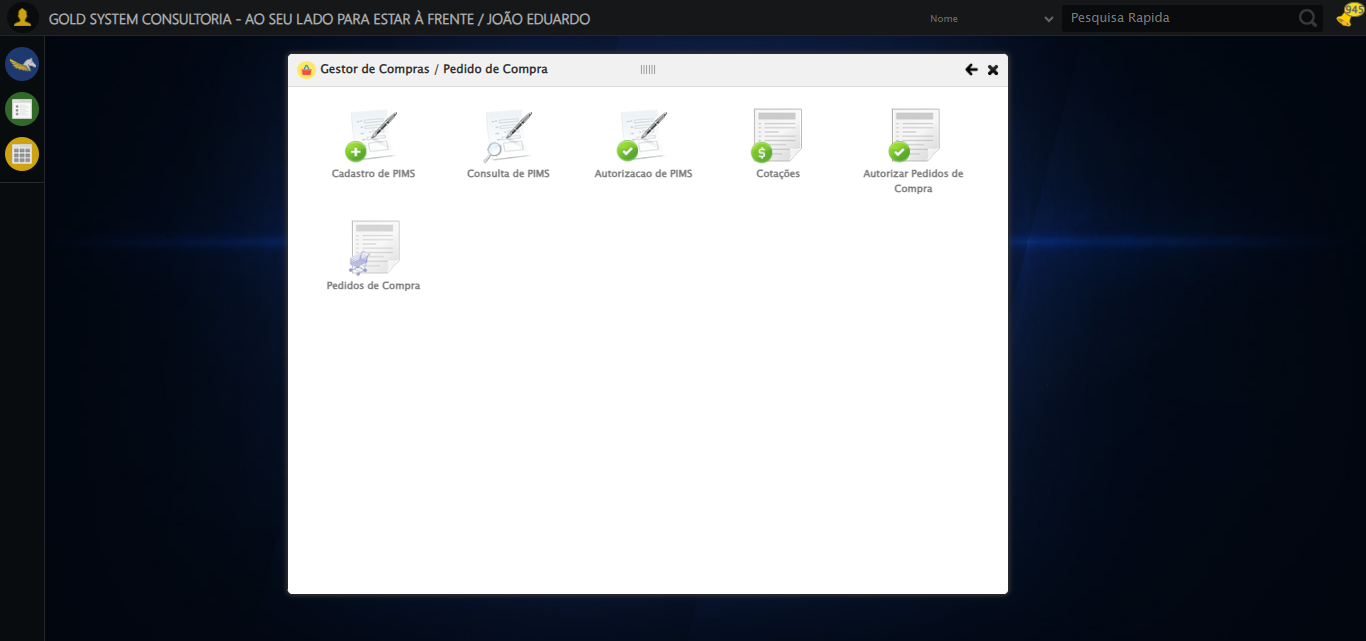 GOLD SYSTEM CONSULTORIA - AO SEU LADO PARA ESTAR À FRENTE / JOÃO EDUARDO
Nome
Pesquisa Rapida
945
Gestor de Compras / Pedido de Compra
Cadastro de PIMS
Consulta de PIMS
Autorizacao de PIMS
Cotações
Autorizar Pedidos de
Compra
Pedidos de Compra